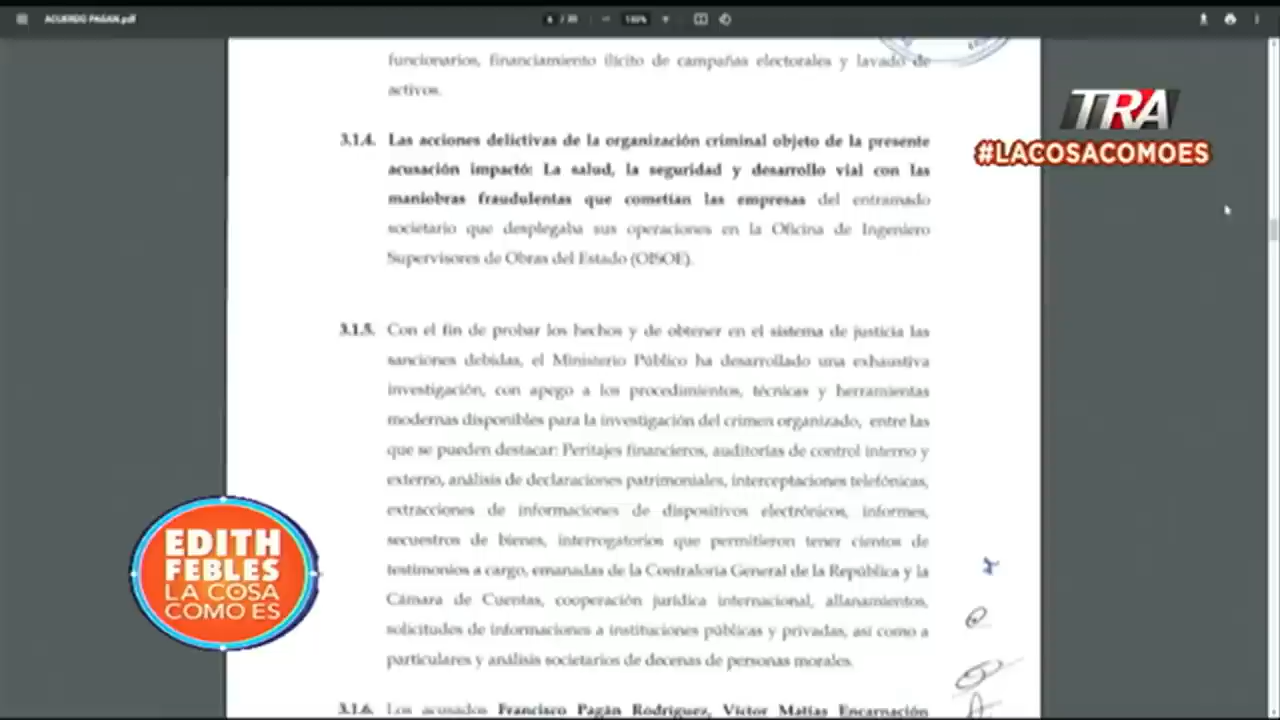 ACUERDO PAGAN.pdf
funcionarios, financiamiento ilícito de campañas electorales y lavado de
activos.
TRA
#LACOSACOMOES
3.1.4. Las acciones delictivas de la organización criminal objeto de la presente
acusación impactó: La salud, la seguridad y desarrollo vial con las
maniobras fraudulentas que cometían las empresas del entramado
societario que desplegaba sus operaciones en la Oficina de Ingeniero
Supervisores de Obras del Estado (OISOE).
3.1.5. Con el fin de probar los hechos y de obtener en el sistema de justicia las
sanciones debidas, el Ministerio Público ha desarrollado una exhaustiva
investigación, con apego a los procedimientos, técnicas y herramientas
modernas disponibles para la investigación del crimen organizado, entre las
que se pueden destacar: Peritajes financieros, auditorías de control interno y
externo, análisis de declaraciones patrimoniales, interceptaciones telefónicas,
extracciones de informaciones de dispositivos electrónicos, informes,
secuestros de bienes, interrogatorios que permitieron tener cientos de
testimonios a cargo, emanadas de la Contraloría General de la República y la
Cámara de Cuentas, cooperación jurídica internacional, allanamientos,
solicitudes de informaciones a instituciones públicas y privadas, así como a
particulares y análisis societarios de decenas de personas morales.
3.1.6. Los acusados Francisco Pagán Rodríguez, Víctor Matías Encarnación
EDITH
FEBLES
LA COSA
COMO ES